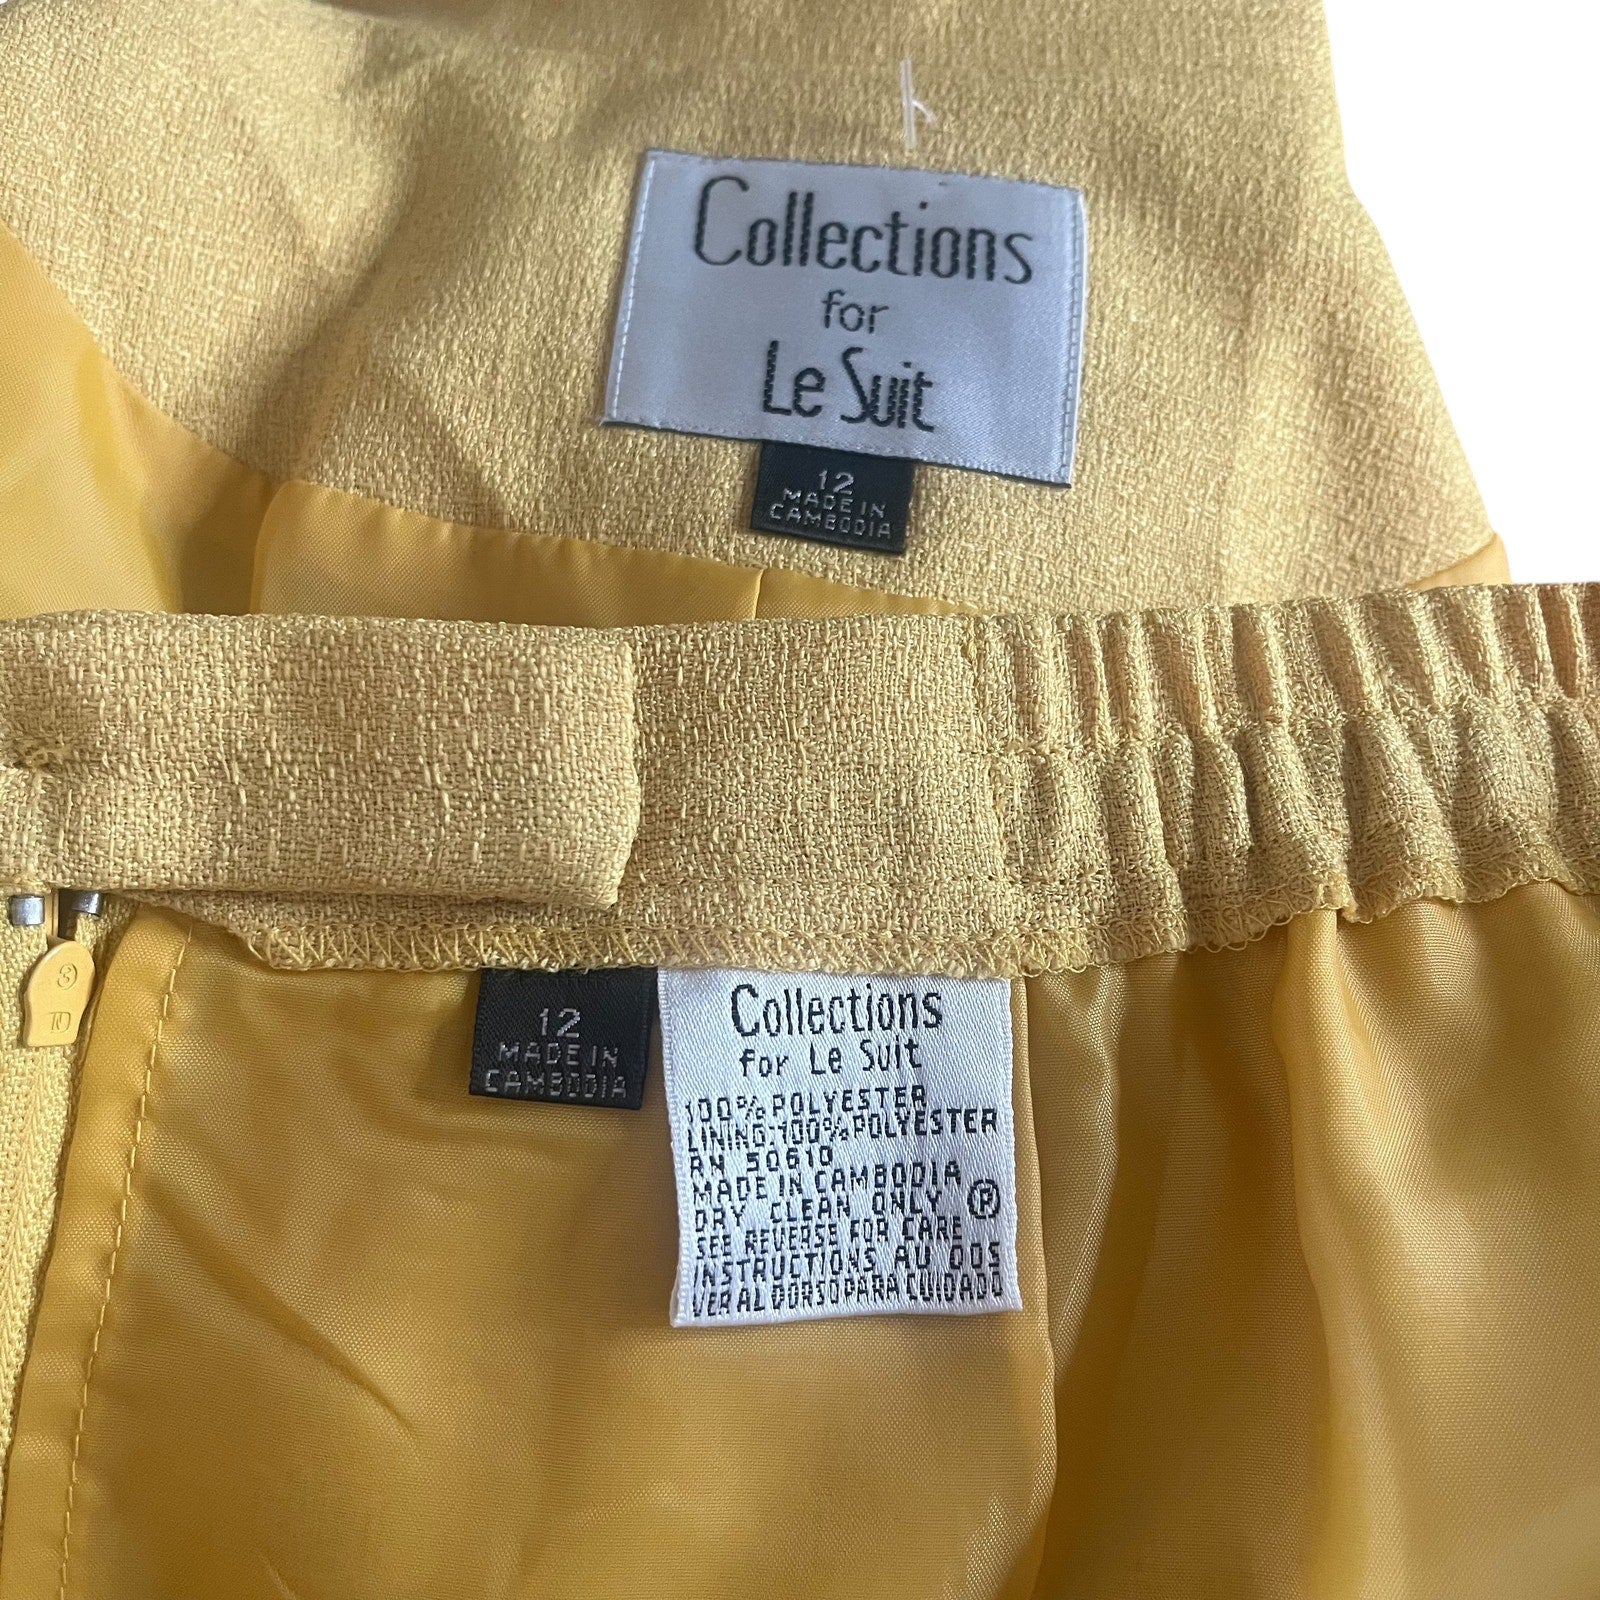 Collections
for
Le Suit
12
MADE IN
CAMBODIA
12
MADE IN
CAMBODIA
Collections
for Le Suit
100% POLYESTER
LINING:100% POLYESTER
RN 50610
MADE IN CAMBODIA
DRY CLEAN ONLY Ⓟ
SEE REVERSE FOR CARE
INSTRUCTIONS AU DOS
VER AL DORSO PARA CUIDADO